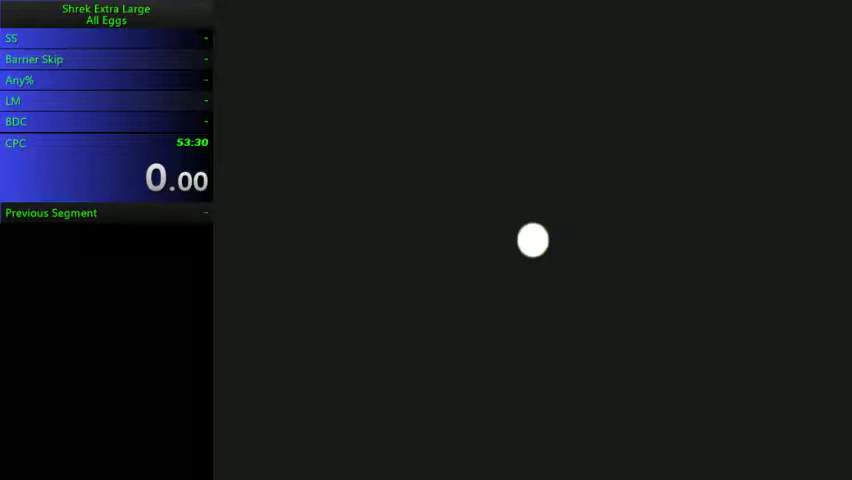 Shrek Extra Large
All Eggs
SS -
Barrier Skip -
Any% -
LM -
BDC -
CPC 53:30
0.00
Previous Segment -